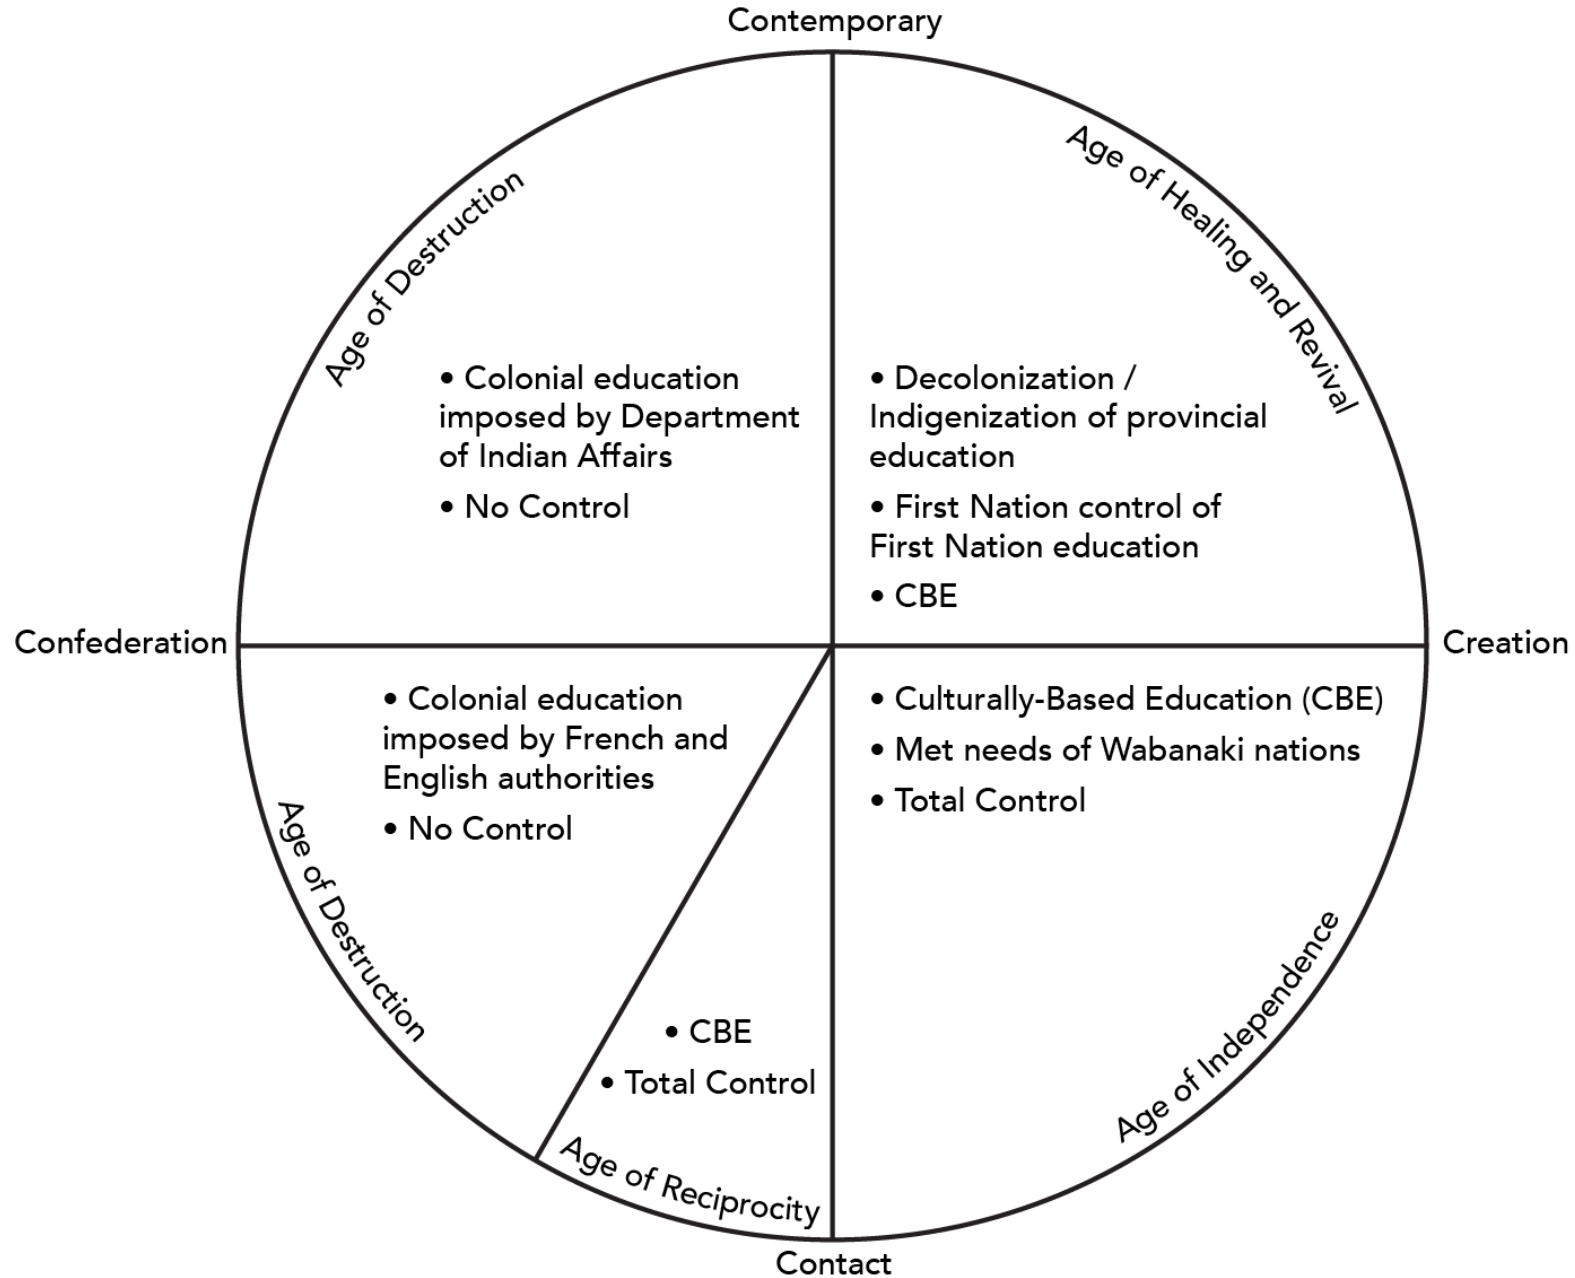 Contemporary
Age of Destruction
Age of Healing and Revival
• Colonial education
imposed by Department
of Indian Affairs
• No Control
• Decolonization /
Indigenization of provincial
education
• First Nation control of
First Nation education
• CBE
Confederation
Creation
• Colonial education
imposed by French and
English authorities
• No Control
Age of Destruction
• CBE
• Total Control
Age of Reciprocity
• Culturally-Based Education (CBE)
• Met needs of Wabanaki nations
• Total Control
Age of Independence
Contact